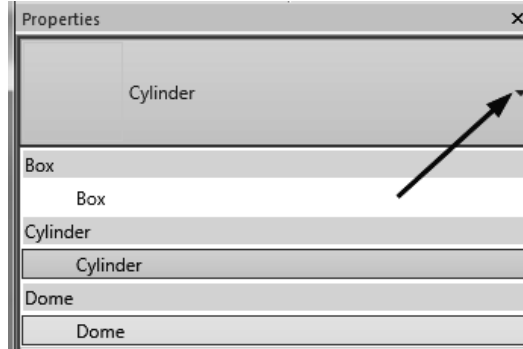 Properties
Cylinder
Box
Box
Cylinder
Cylinder
Dome
Dome